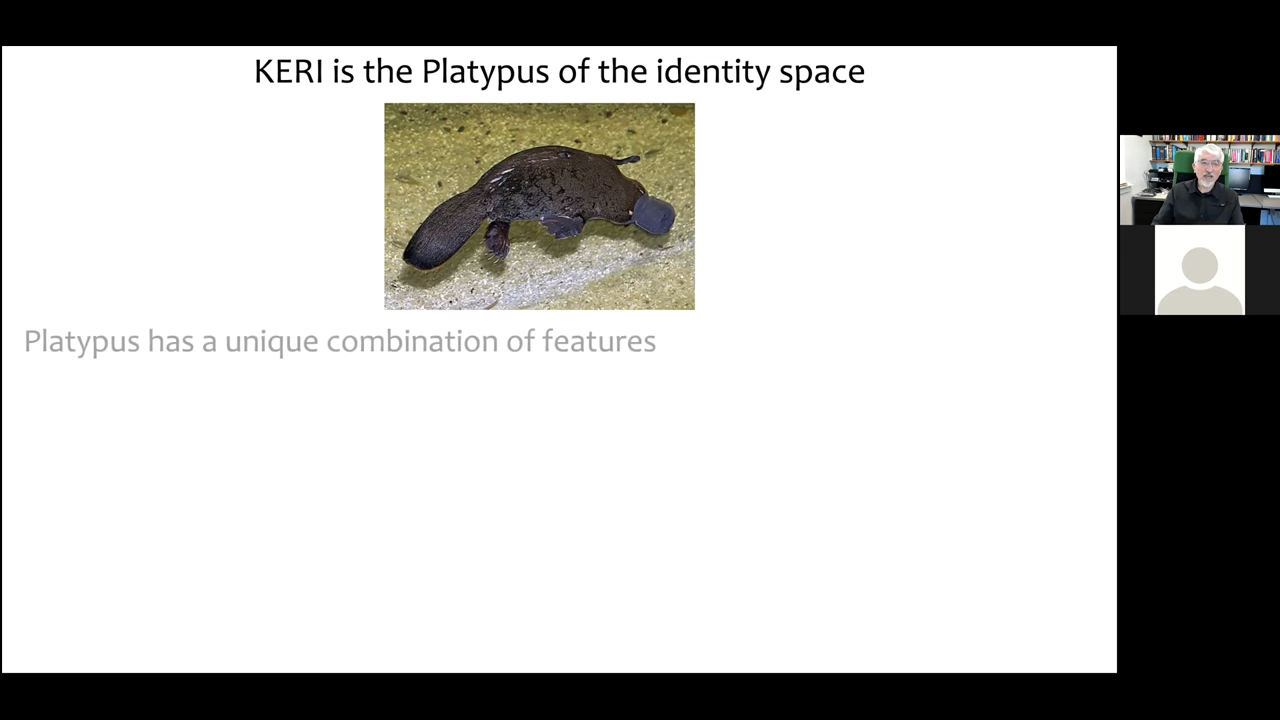 KERI is the Platypus of the identity space
Platypus has a unique combination of features